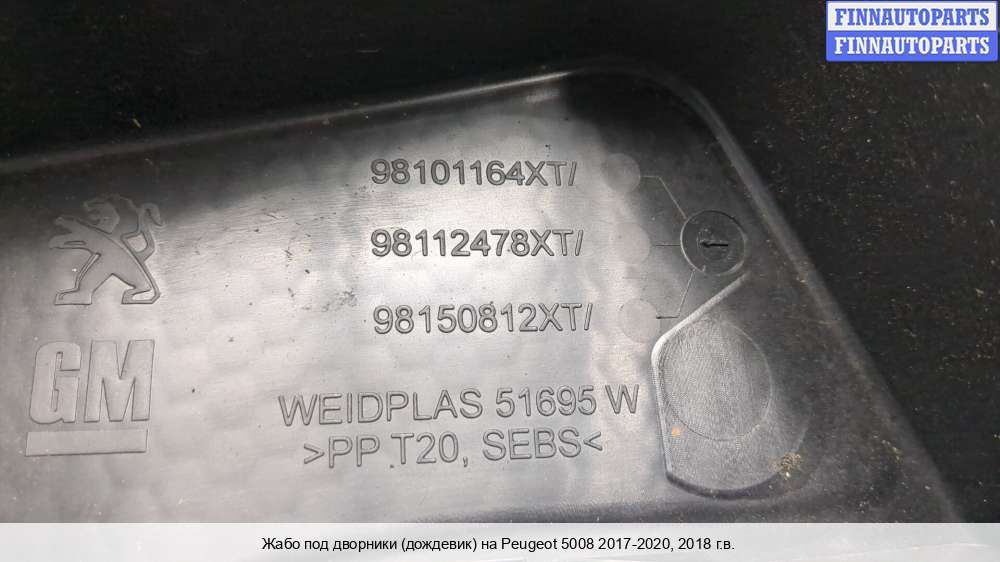 FINNAUTOPARTS
FINNAUTOPARTS
98101164XT/
98112478XT/
98150812XT/
GM
WEIDPLAS 51695 W
>PP T20, SEBS<
Жабо под дворники (дождевик) на Peugeot 5008 2017-2020, 2018 г.в.